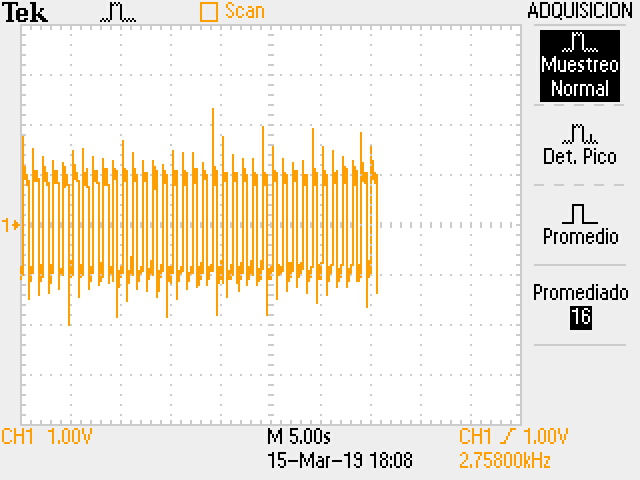 Tek
Scan
ADQUISICION
Muestreo
Normal
Det. Pico
Promedio
Promediado
16
1
CH1 1.00V
M 5.00s
CH1 1.00V
15-Mar-19 18:08
2.75800kHz